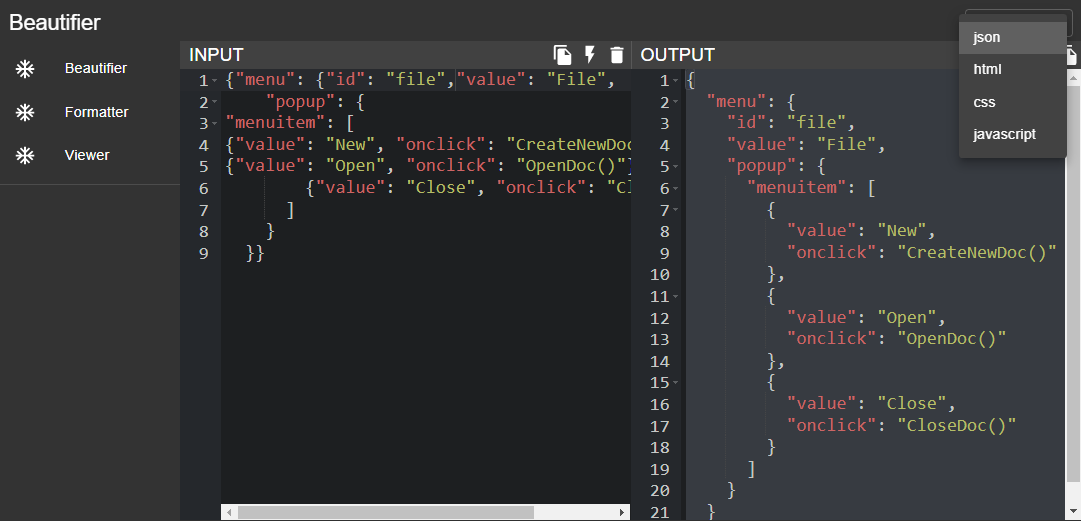 Beautifier
json
html
css
javascript
Beautifier
Formatter
Viewer
INPUT
1 {"menu": {"id": "file","value": "File",
2 "popup": {
3 "menuitem": [
4 {"value": "New", "onclick": "CreateNewDoc
5 {"value": "Open", "onclick": "OpenDoc()"}
6 {"value": "Close", "onclick": "Cl
7 ]
8 }
9 }}
OUTPUT
1 {
2 "menu": {
3 "id": "file",
4 "value": "File",
5 "popup": {
6 "menuitem": [
7 {
8 "value": "New",
9 "onclick": "CreateNewDoc()"
10 },
11 {
12 "value": "Open",
13 "onclick": "OpenDoc()"
14 },
15 {
16 "value": "Close",
17 "onclick": "CloseDoc()"
18 }
19 ]
20 }
21 }